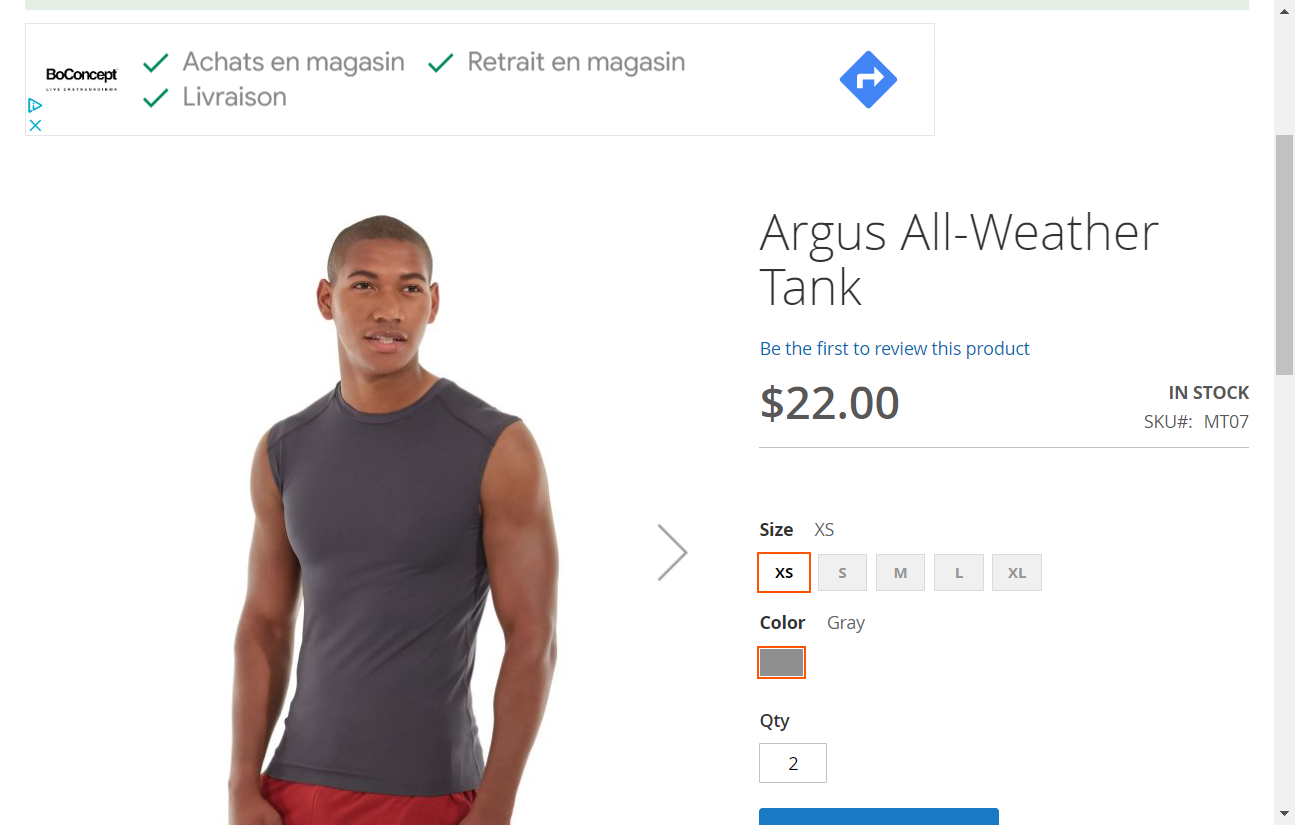 BoConcept
Achats en magasin
Retrait en magasin
Livraison
Argus All-Weather
Tank
Be the first to review this product
$22.00
IN STOCK
SKU#: MT07
Size XS
XS S M L XL
Color Gray
Qty
2